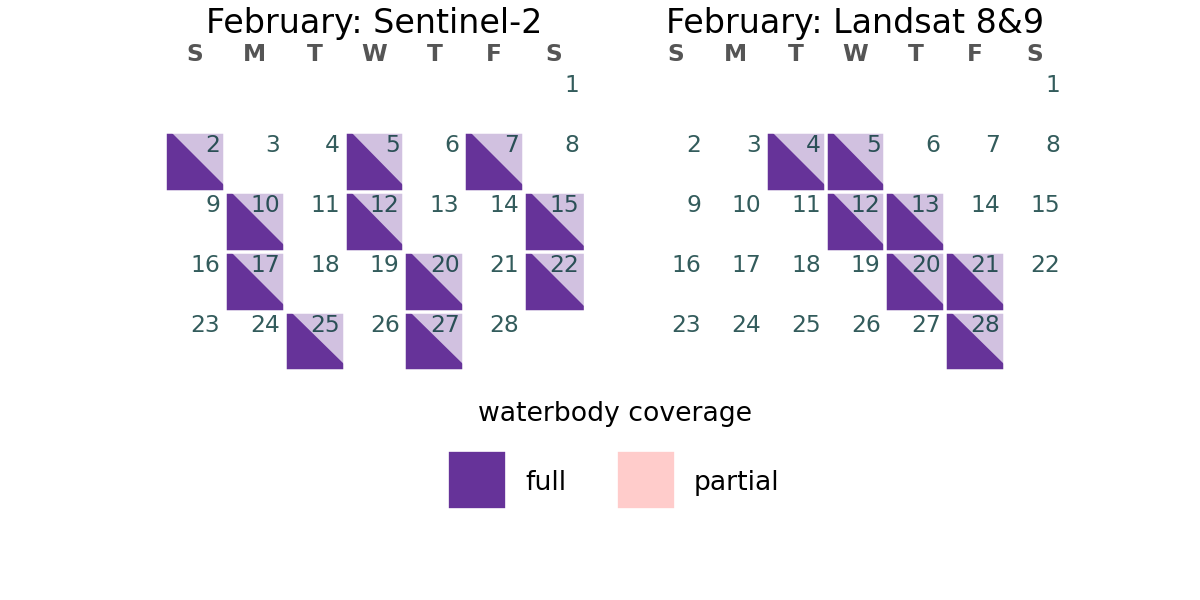 February: Sentinel-2
S M T W T F S
1
2 3 4 5 6 7 8
9 10 11 12 13 14 15
16 17 18 19 20 21 22
23 24 25 26 27 28
February: Landsat 8&9
S M T W T F S
1
2 3 4 5 6 7 8
9 10 11 12 13 14 15
16 17 18 19 20 21 22
23 24 25 26 27 28
waterbody coverage
full partial